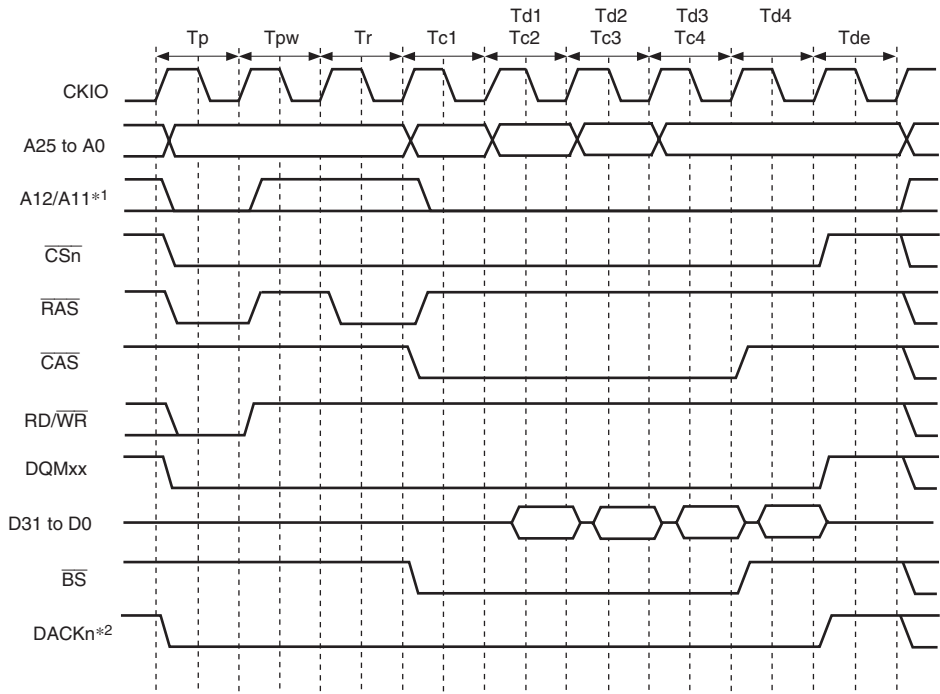 Td1 Td2 Td3 Td4
Tp Tpw Tr Tc1 Tc2 Tc3 Tc4 Tde
CKIO
A25 to A0
A12/A11*1
CSn
RAS
CAS
RD/WR
DQMxx
D31 to D0
BS
DACKn*2